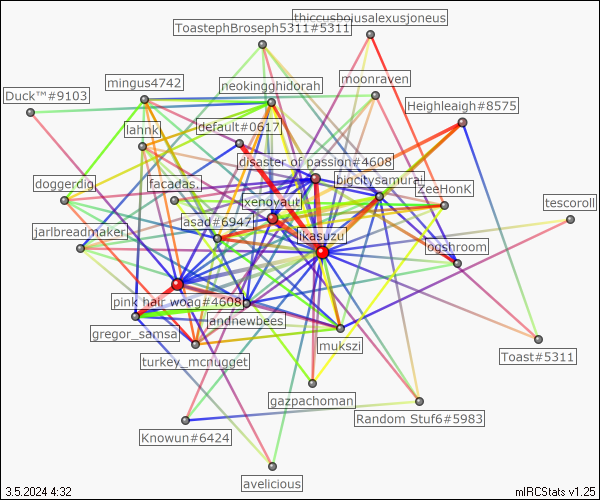 thiccusbojusalexusjoneus
ToastephBroseph5311#5311
mingus4742
neokingghidorah
moonraven
Duck™#9103
Heighleaigh#8575
lahnk
default#0617
disaster of passion#4608
doggerdig.
facadas.
bigcitysamurai
ZeeHonK
xenovaut
tescoroll
asad#6947
jarlbreadmaker
likasuzu
ogshroom
pink hair woag#4608
andnewbees
gregor_samsa
mukszi
turkey_mcnugget
Toast#5311
gazpachoman
Random Stuf6#5983
Knowun#6424
avelicious
3.5.2024 4:32
mIRCStats v1.25